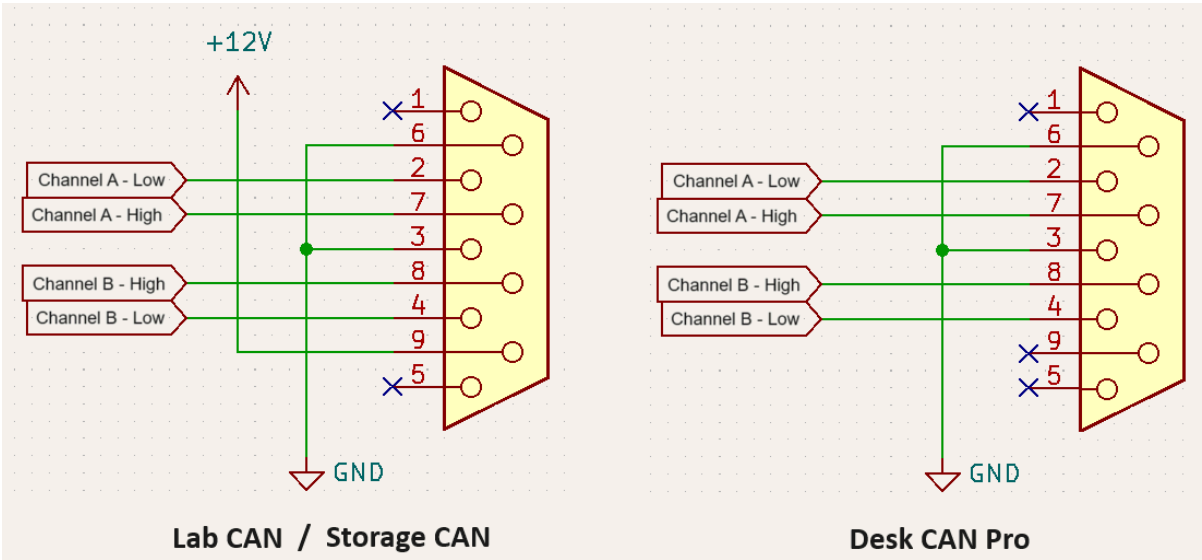 +12V
1
6
Channel A - Low
2
Channel A - High
7
3
Channel B - High
8
Channel B - Low
4
9
5
GND
Lab CAN / Storage CAN
1
6
Channel A - Low
2
Channel A - High
7
3
Channel B - High
8
Channel B - Low
4
9
5
GND
Desk CAN Pro